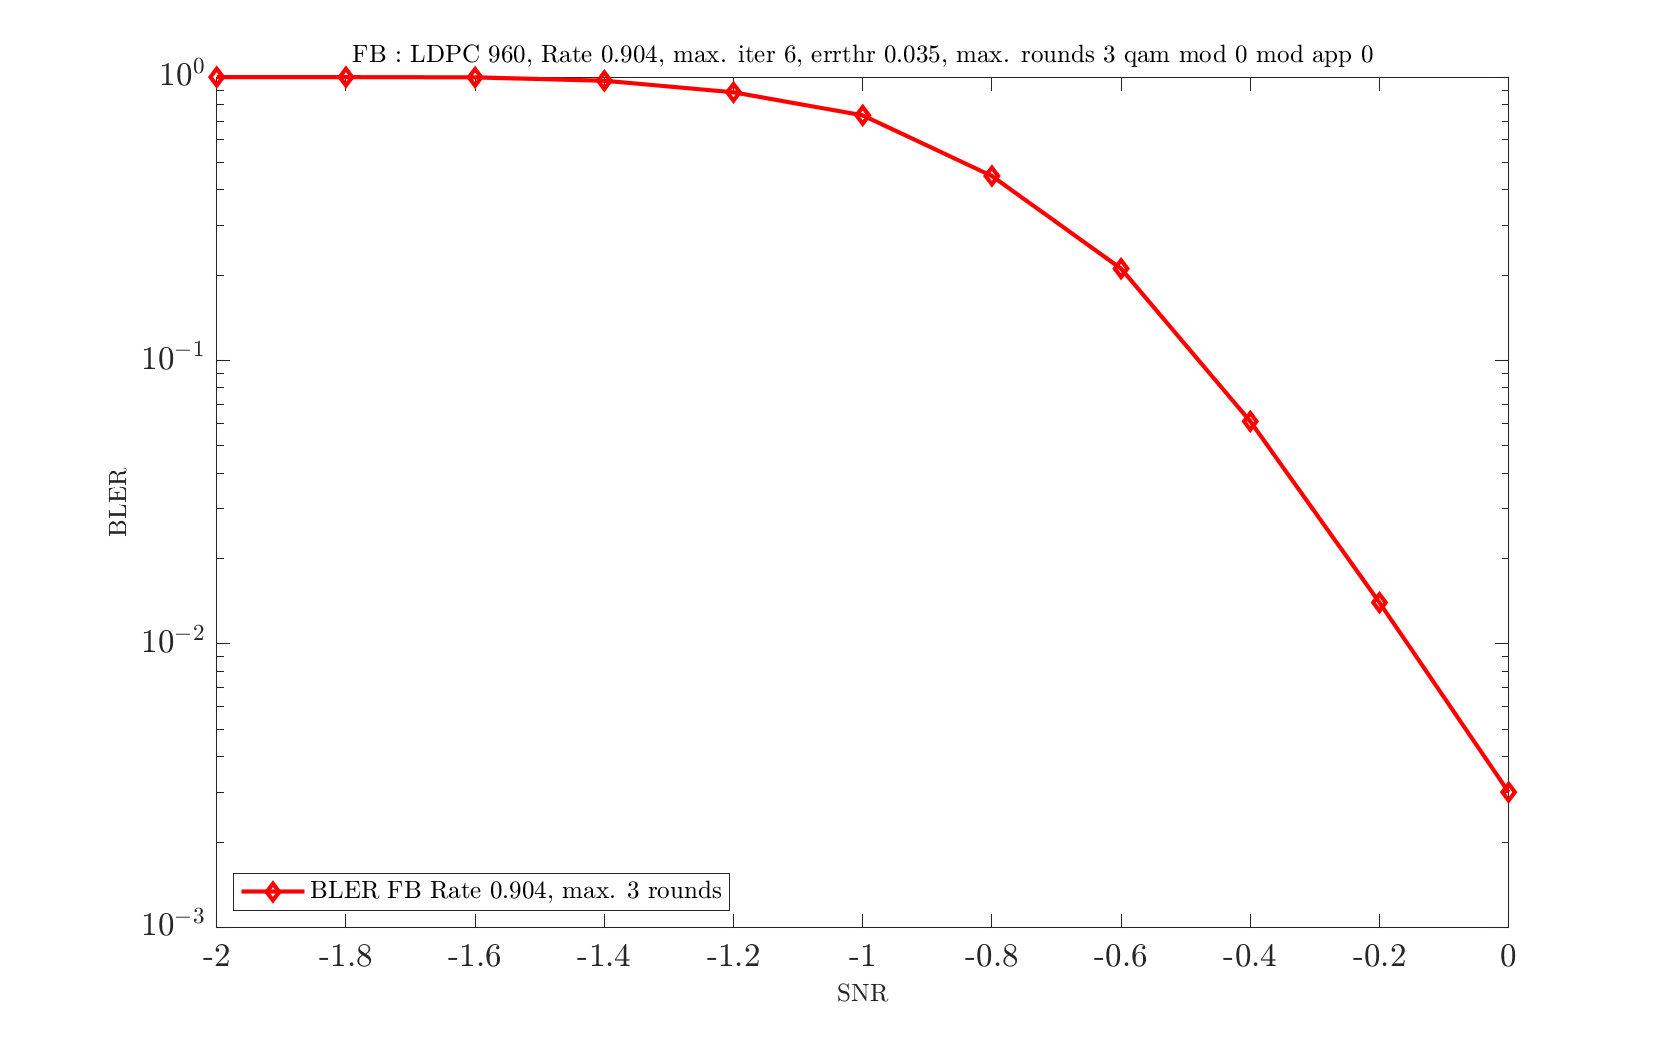 FB : LDPC 960, Rate 0.904, max. iter 6, errthr 0.035, max. rounds 3 qam mod 0 mod app 0
10^0
10^{-1}
10^{-2}
10^{-3}
BLER
BLER FB Rate 0.904, max. 3 rounds
-2 -1.8 -1.6 -1.4 -1.2 -1 -0.8 -0.6 -0.4 -0.2 0
SNR